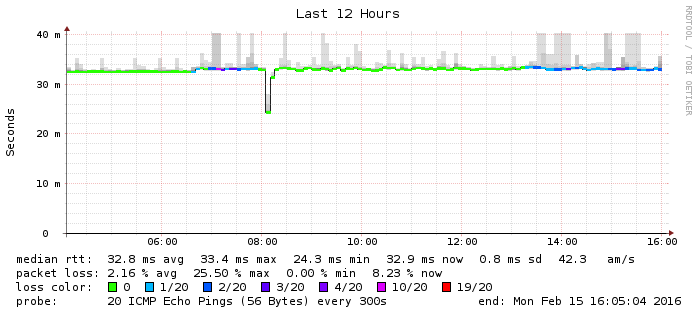 Last 12 Hours
RRDTOOL / TOBI OETIKER
Seconds
40 m
30 m
20 m
10 m
0
06:00 08:00 10:00 12:00 14:00 16:00
median rtt: 32.8 ms avg 33.4 ms max 24.3 ms min 32.9 ms now 0.8 ms sd 42.3 am/s
packet loss: 2.16 % avg 25.50 % max 0.00 % min 8.23 % now
loss color: 0 1/20 2/20 3/20 4/20 10/20 19/20
probe: 20 ICMP Echo Pings (56 Bytes) every 300s end: Mon Feb 15 16:05:04 2016